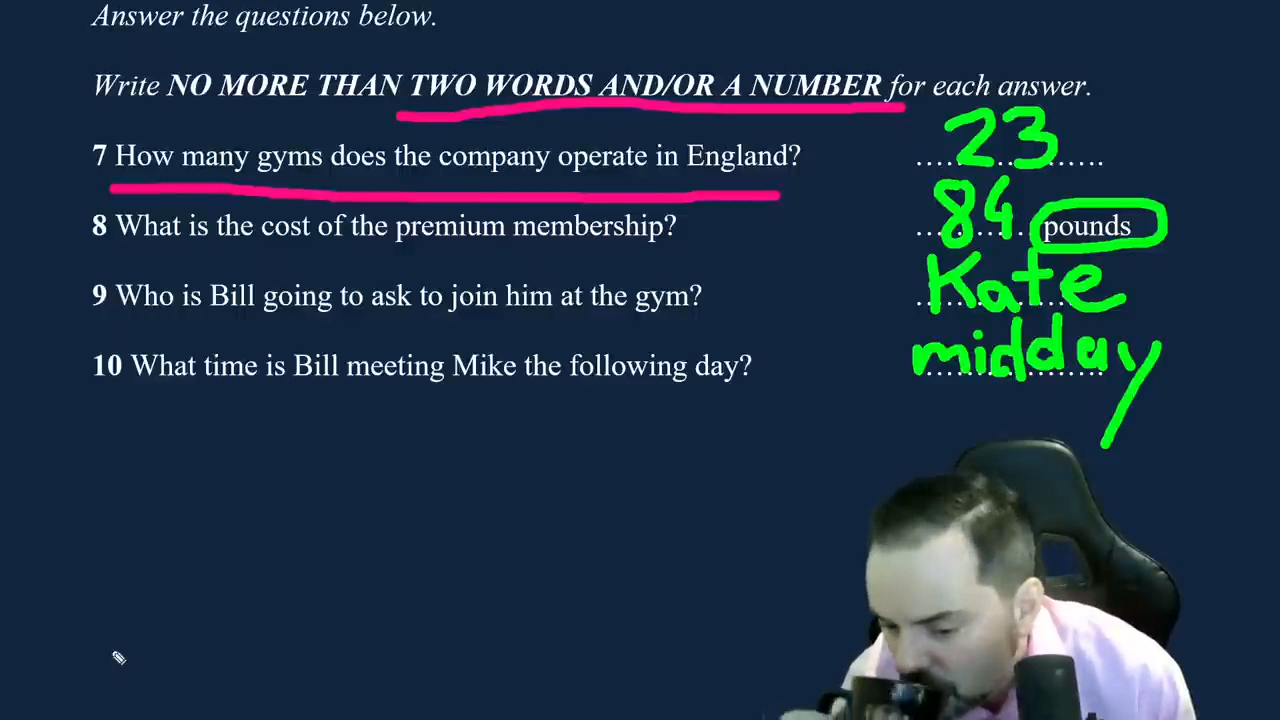 Answer the questions below.
Write NO MORE THAN TWO WORDS AND/OR A NUMBER for each answer.
7 How many gyms does the company operate in England? 23
8 What is the cost of the premium membership? 84 pounds
9 Who is Bill going to ask to join him at the gym? Kate
10 What time is Bill meeting Mike the following day? midday